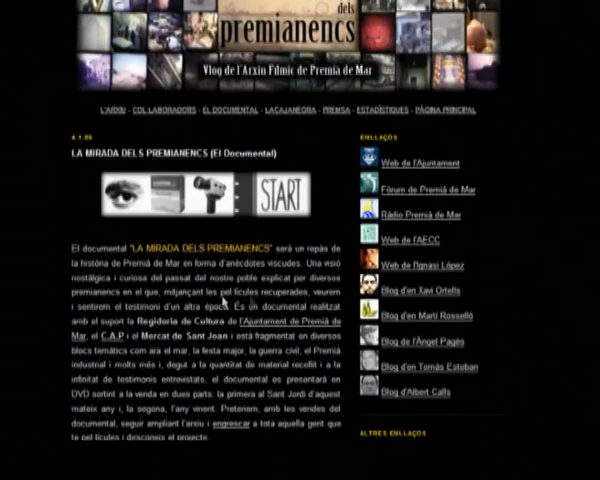 dels
premianencs
Vlog de l'Arxiu Fílmic de Premià de Mar
L'ARXIU - COL·LABORADORS - EL DOCUMENTAL - LACAJANEGRA - PREMSA - ESTADÍSTIQUES - PÀGINA PRINCIPAL
LA MIRADA DELS PREMIANENCS (El Documental)
START
El documental "LA MIRADA DELS PREMIANENCS" serà un repàs de
la història de Premià de Mar en forma d'anècdotes viscudes. Una visió
nostàlgica i curiosa del passat del nostre poble explicat per diversos
premianencs en el que, mitjançant les pel·lícules recuperades, veurem
i sentirem el testimoni d'un altra època. És un documental realitzat
amb el suport la Regidoria de Cultura de l'Ajuntament de Premià de
Mar, el C.A.P i el Mercat de Sant Joan i està fragmentat en diversos
blocs temàtics com ara el mar, la festa major, la guerra civil, el Premià
industrial i molts més i, degut a la quantitat de material recollit i a la
infinitat de testimonis entrevistats, el documental es presentarà en
DVD sortint a la venda en dues parts: la primera al Sant Jordi d'aquest
mateix any i, la segona, l'any vinent. Pretenem, amb les vendes del
documental, seguir ampliant l'arxiu i engrescar a tota aquella gent que
té pel·lícules i desconeix el projecte.
ENLLAÇOS
Web de l'Ajuntament
Fòrum de Premià de Mar
Ràdio Premià de Mar
Web de l'AECC
Web de Agnasi López
Blog d'en Xavi Ortells
Blog d'en Martí Rosselló
Blog de l'Àngel Pagès
Blog d'en Tomàs Esteban
Blog d'Albert Calls
ALTRES ENLLAÇOS